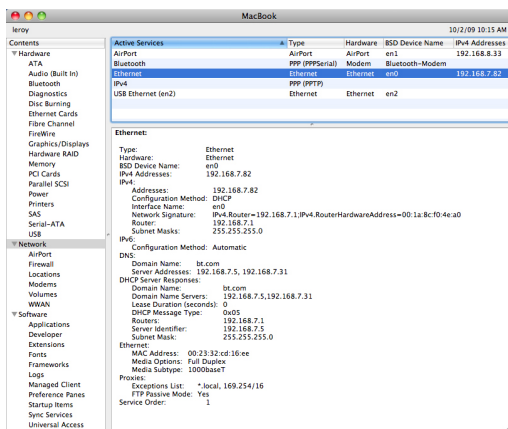 MacBook
leroy 10/2/09 10:15 AM
Contents
Hardware
ATA
Audio (Built In)
Bluetooth
Diagnostics
Disc Burning
Ethernet Cards
Fibre Channel
FireWire
Graphics/Displays
Hardware RAID
Memory
PCI Cards
Parallel SCSI
Power
Printers
SAS
Serial-ATA
USB
Network
AirPort
Firewall
Locations
Modems
Volumes
WWAN
Software
Applications
Developer
Extensions
Fonts
Frameworks
Logs
Managed Client
Preference Panes
Startup Items
Sync Services
Universal Access
Active Services Type Hardware BSD Device Name IPv4 Addresses
AirPort AirPort AirPort en1 192.168.8.33
Bluetooth PPP (PPPSerial) Modem Bluetooth-Modem
Ethernet Ethernet Ethernet en0 192.168.7.82
IPv4 PPP (PPTP)
USB Ethernet (en2) Ethernet Ethernet en2
Ethernet:
Type: Ethernet
Hardware: Ethernet
BSD Device Name: en0
IPv4 Addresses: 192.168.7.82
IPv4:
Addresses: 192.168.7.82
Configuration Method: DHCP
Interface Name: en0
Network Signature: IPv4.Router=192.168.7.1;IPv4.RouterHardwareAddress=00:1a:8c:f0:4e:a0
Router: 192.168.7.1
Subnet Masks: 255.255.255.0
IPv6:
Configuration Method: Automatic
DNS:
Domain Name: bt.com
Server Addresses: 192.168.7.5, 192.168.7.31
DHCP Server Responses:
Domain Name: bt.com
Domain Name Servers: 192.168.7.5,192.168.7.31
Lease Duration (seconds): 0
DHCP Message Type: 0x05
Routers: 192.168.7.1
Server Identifier: 192.168.7.5
Subnet Mask: 255.255.255.0
Ethernet:
MAC Address: 00:23:32:cd:16:ee
Media Options: Full Duplex
Media Subtype: 1000baseT
Proxies:
Exceptions List: *.local, 169.254/16
FTP Passive Mode: Yes
Service Order: 1